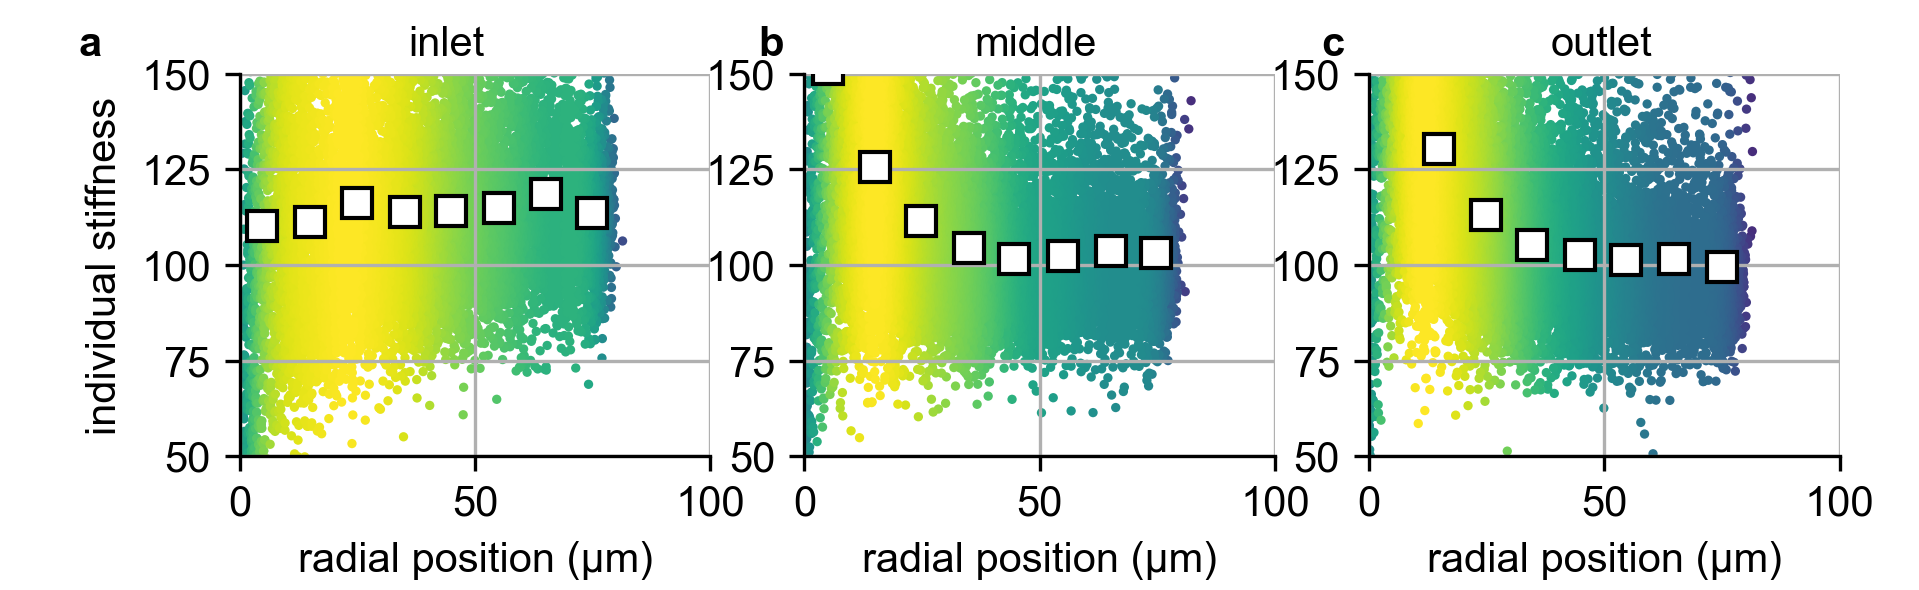 a inlet b middle c outlet
150 150 150
125 125 125
100 100 100
75 75 75
50 50 50
individual stiffness
0 50 100 0 50 100 0 50 100
radial position (µm) radial position (µm) radial position (µm)